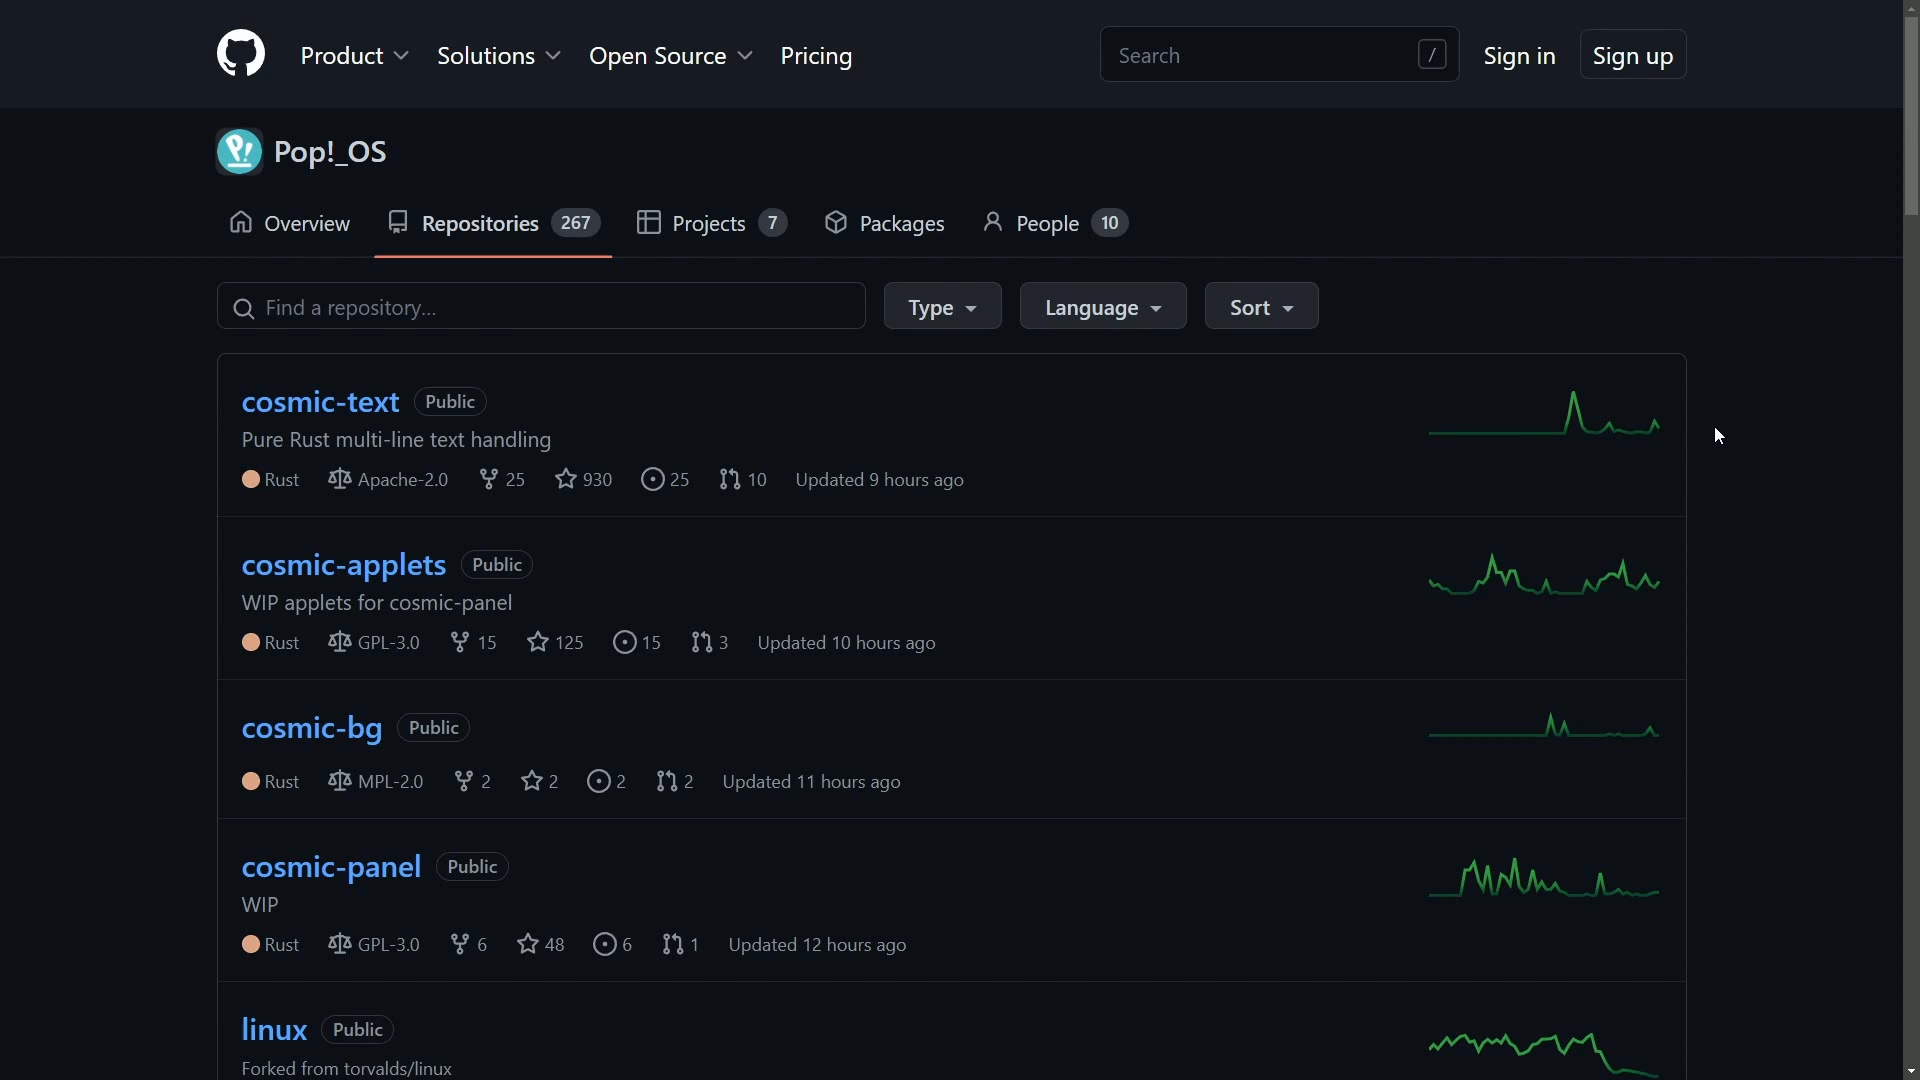 Product Solutions Open Source Pricing Search / Sign in Sign up
Pop!_OS
Overview Repositories 267 Projects 7 Packages People 10
Find a repository... Type Language Sort
cosmic-text Public
Pure Rust multi-line text handling
Rust Apache-2.0 25 930 25 10 Updated 9 hours ago
cosmic-applets Public
WIP applets for cosmic-panel
Rust GPL-3.0 15 125 15 3 Updated 10 hours ago
cosmic-bg Public
Rust MPL-2.0 2 2 2 2 Updated 11 hours ago
cosmic-panel Public
WIP
Rust GPL-3.0 6 48 6 1 Updated 12 hours ago
linux Public
Forked from torvalds/linux